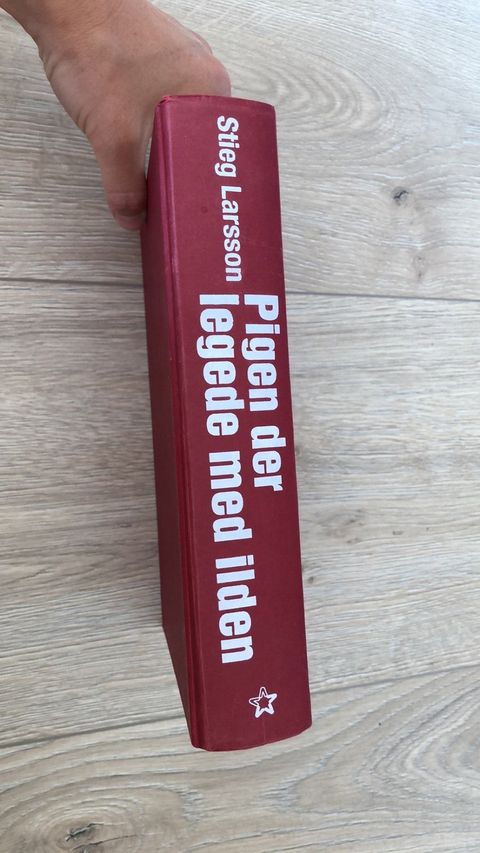 Stieg Larsson
Pigen der
legede med ilden